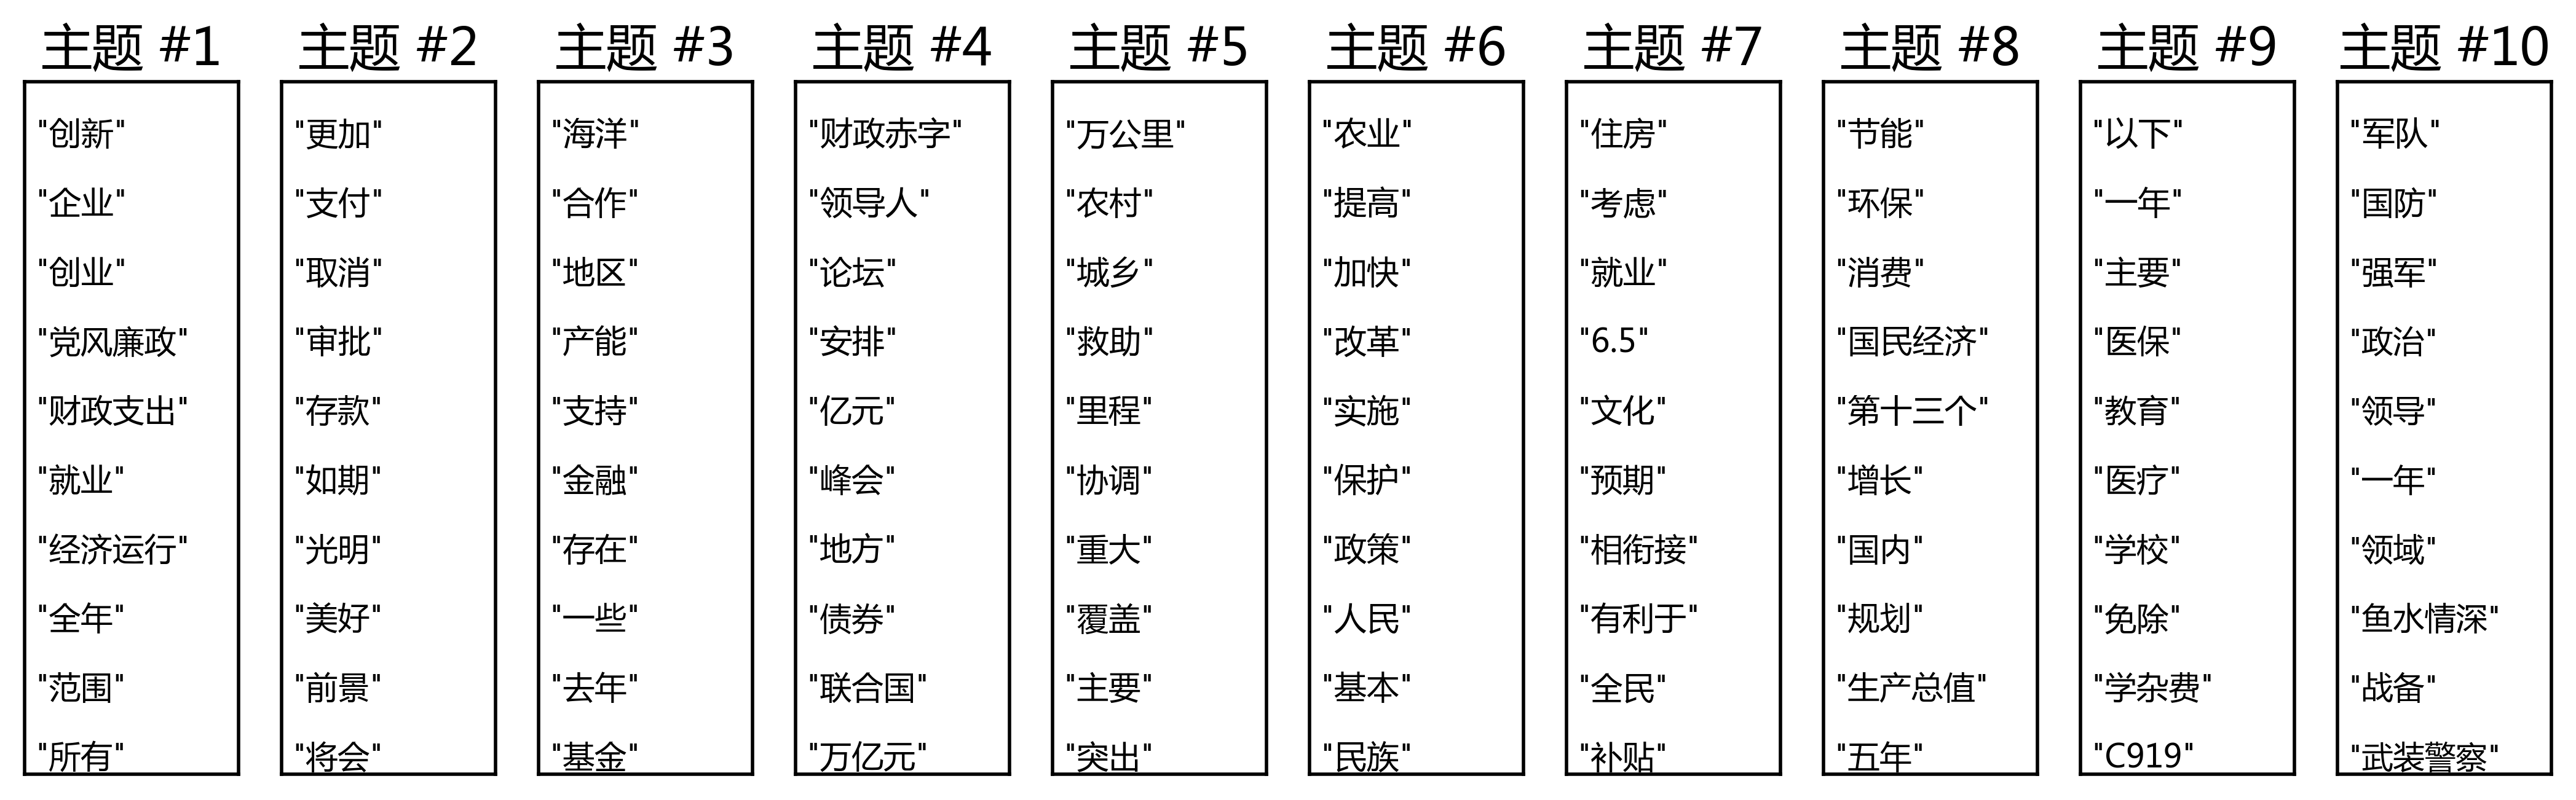 主题 #1
"创新"
"企业"
"创业"
"党风廉政"
"财政支出"
"就业"
"经济运行"
"全年"
"范围"
"所有"
主题 #2
"更加"
"支付"
"取消"
"审批"
"存款"
"如期"
"光明"
"美好"
"前景"
"将会"
主题 #3
"海洋"
"合作"
"地区"
"产能"
"支持"
"金融"
"存在"
"一些"
"去年"
"基金"
主题 #4
"财政赤字"
"领导人"
"论坛"
"安排"
"亿元"
"峰会"
"地方"
"债券"
"联合国"
"万亿元"
主题 #5
"万公里"
"农村"
"城乡"
"救助"
"里程"
"协调"
"重大"
"覆盖"
"主要"
"突出"
主题 #6
"农业"
"提高"
"加快"
"改革"
"实施"
"保护"
"政策"
"人民"
"基本"
"民族"
主题 #7
"住房"
"考虑"
"就业"
"6.5"
"文化"
"预期"
"相衔接"
"有利于"
"全民"
"补贴"
主题 #8
"节能"
"环保"
"消费"
"国民经济"
"第十三个"
"增长"
"国内"
"规划"
"生产总值"
"五年"
主题 #9
"以下"
"一年"
"主要"
"医保"
"教育"
"医疗"
"学校"
"免除"
"学杂费"
"C919"
主题 #10
"军队"
"国防"
"强军"
"政治"
"领导"
"一年"
"领域"
"鱼水情深"
"战备"
"武装警察"